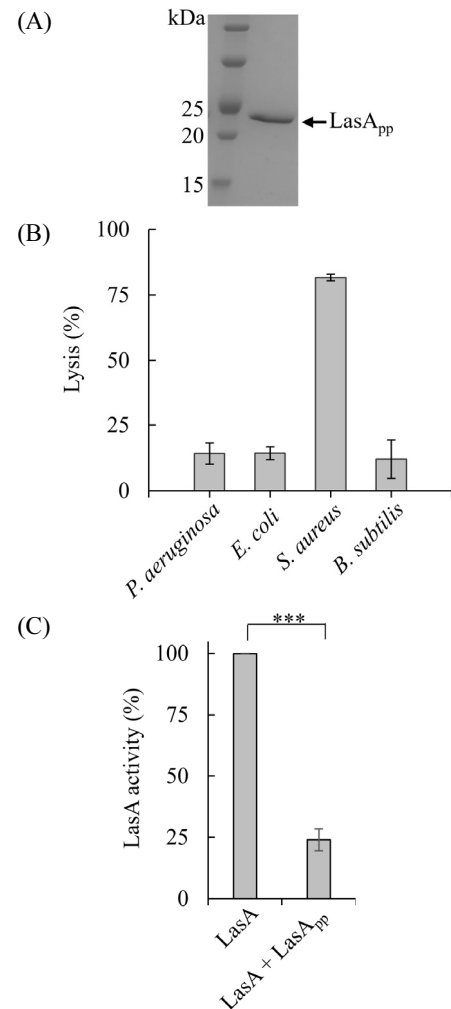 (A)
kDa
25
20
15
LasApp
(B)
Lysis (%)
100
75
50
25
0
P. aeruginosa
E. coli
S. aureus
B. subtilis
(C)
***
LasA activity (%)
100
75
50
25
0
LasA
LasA + LasApp